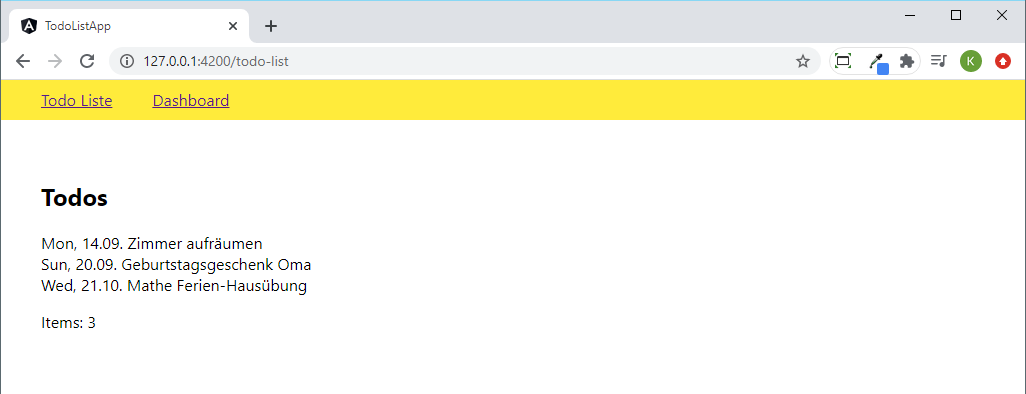 TodoListApp
127.0.0.1:4200/todo-list
K
Todo Liste Dashboard
Todos
Mon, 14.09. Zimmer aufräumen
Sun, 20.09. Geburtstagsgeschenk Oma
Wed, 21.10. Mathe Ferien-Hausübung
Items: 3